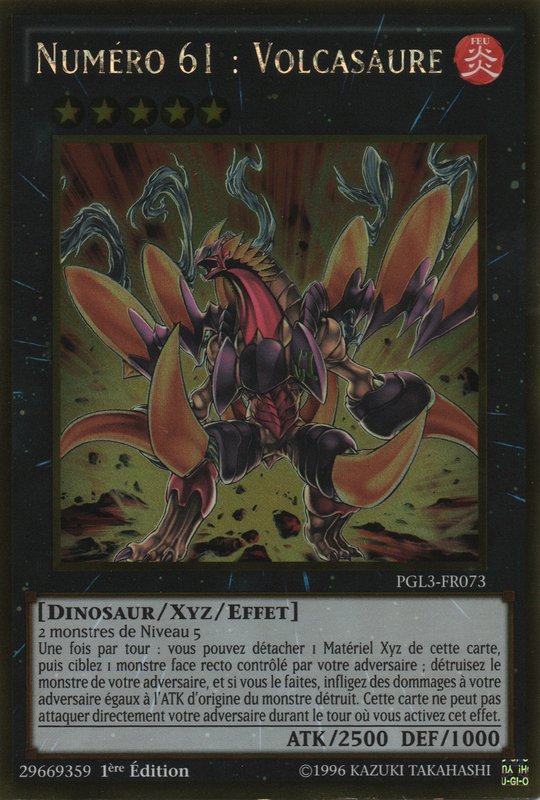 Numéro 61 : Volcasaure
FEU
炎
PGL3-FR073
[Dinosaur/Xyz/Effet]
2 monstres de Niveau 5
Une fois par tour : vous pouvez détacher 1 Matériel Xyz de cette carte,
puis ciblez 1 monstre face recto contrôlé par votre adversaire ; détruisez le
monstre de votre adversaire, et si vous le faites, infligez des dommages à votre
adversaire égaux à l'ATK d'origine du monstre détruit. Cette carte ne peut pas
attaquer directement votre adversaire durant le tour où vous activez cet effet.
ATK/2500 DEF/1000
29669359 1ère Édition ©1996 KAZUKI TAKAHASHI